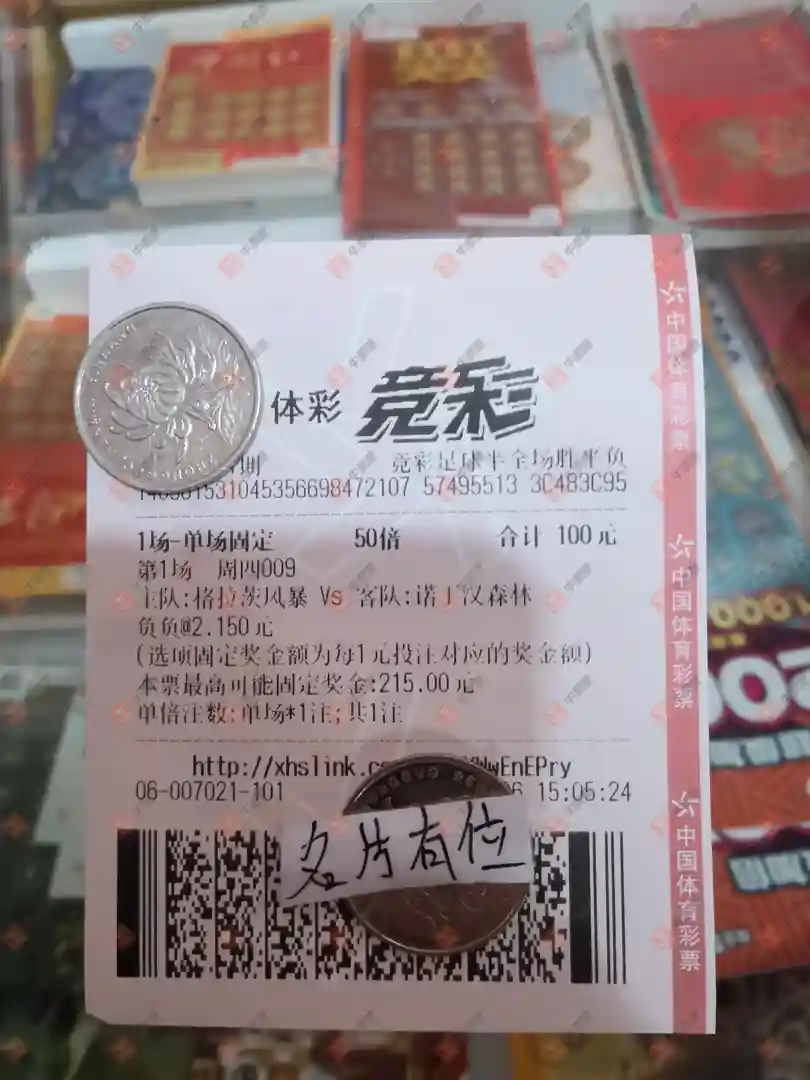 体彩 竞彩
竞彩足球半全场胜平负
57495513 3C483C95
1场-单场固定 50倍 合计 100元
第1场 周四009
主队:格拉茨风暴 Vs 客队:诺丁汉森林
负负@2.150元
(选项固定奖金额为每1元投注对应的奖金额)
本票最高可能固定奖金:215.00元
单倍注数:单场*1注;共1注
http://xhslink.c
wEnEPry
06-007021-101
15:05:24
名片有位
中国体育彩票
中国体育彩票
中国体育彩票